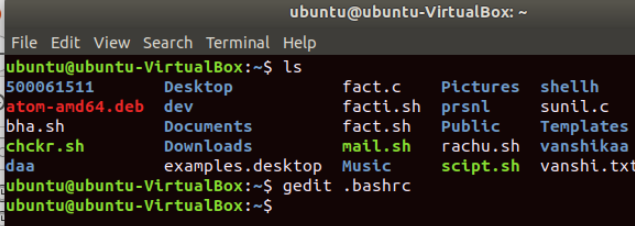 ubuntu@ubuntu-VirtualBox: ~
File Edit View Search Terminal Help
ubuntu@ubuntu-VirtualBox:~$ ls
500061511 Desktop fact.c Pictures shellh
atom-amd64.deb dev facti.sh prsnl sunil.c
bha.sh Documents fact.sh Public Templates
chckr.sh Downloads mail.sh rachu.sh vanshikaa
daa examples.desktop Music scipt.sh vanshi.txt
ubuntu@ubuntu-VirtualBox:~$ gedit .bashrc
ubuntu@ubuntu-VirtualBox:~$